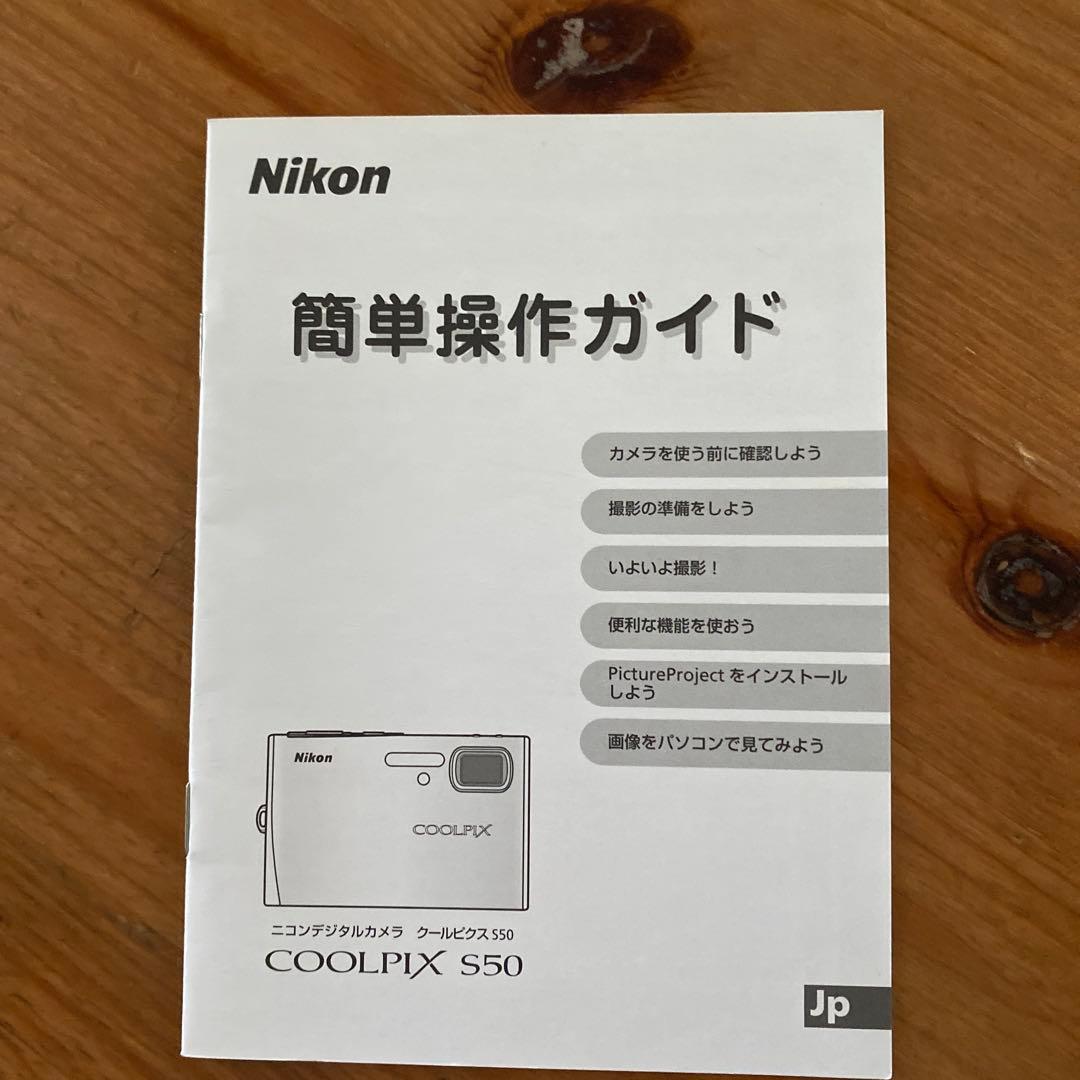 Nikon
簡単操作ガイド
カメラを使う前に確認しよう
撮影の準備をしよう
いよいよ撮影！
便利な機能を使おう
PictureProject をインストール
しよう
画像をパソコンで見てみよう
Nikon
COOLPIX
ニコンデジタルカメラ クールピクス S50
COOLPIX S50
Jp